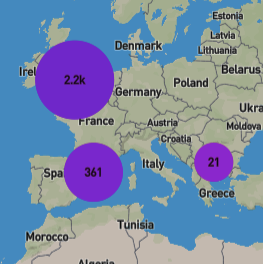 Estonia
Latvia
Denmark
Lithuania
Irel
2.2k
Belarus
Poland
Germany
Ukra
France
Austria
Moldova
Croatia
Italy
21
Spa
361
Greece
Tunisia
Morocco
Algeria